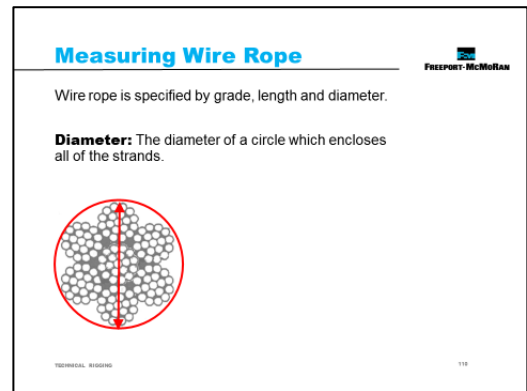 Measuring Wire Rope
FREEPORT-MCMORAN
Wire rope is specified by grade, length and diameter.
Diameter: The diameter of a circle which encloses
all of the strands.
TECHNICAL RIGGING